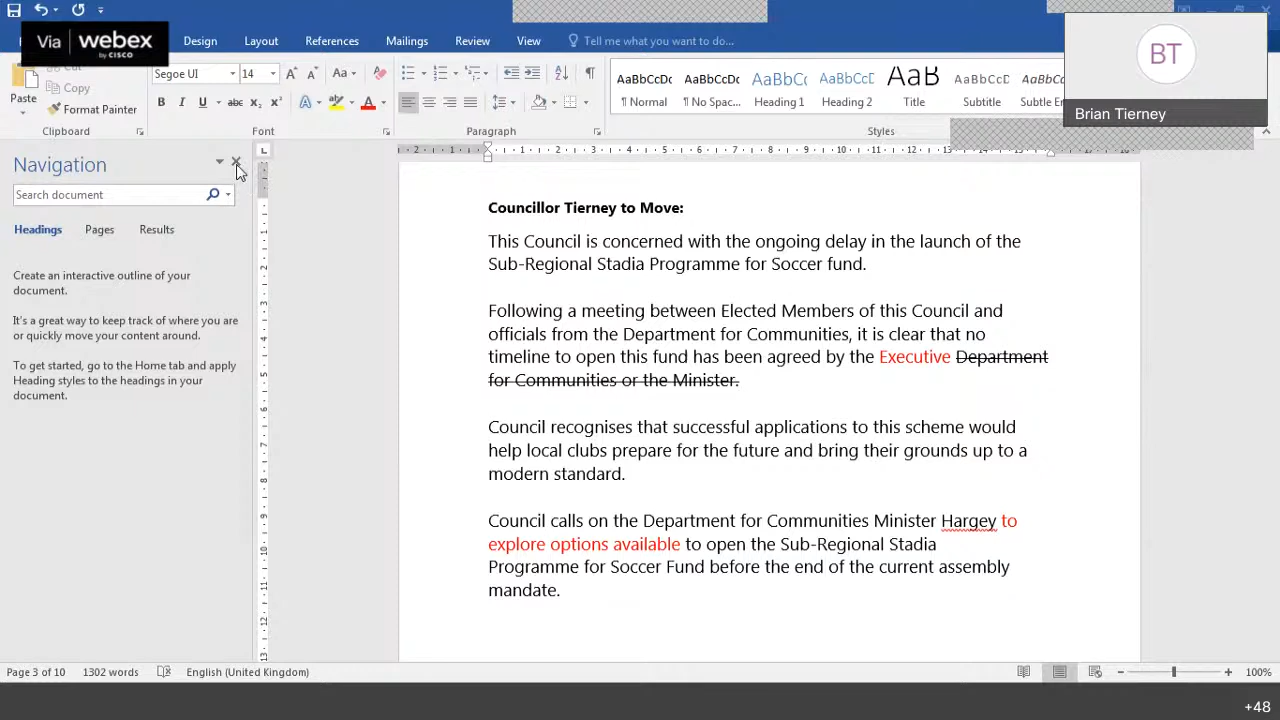 Via webex
by CISCO
Design Layout References Mailings Review View Tell me what you want to do...
BT
Brian Tierney
Cut
Copy
Paste
Format Painter
Clipboard
Segoe UI 14
Aa
B I U abc x₂ x² A ab A
Font
Paragraph
AaBbCcDc AaBbCcDc AaBbCc AaBbCcL AaB AaBbCcD AaBbCcDc
¶ Normal ¶ No Spac... Heading 1 Heading 2 Title Subtitle Subtle Em
Styles
Navigation
Search document
Headings Pages Results
Create an interactive outline of your
document.
It's a great way to keep track of where you are
or quickly move your content around.
To get started, go to the Home tab and apply
Heading styles to the headings in your
document.
Councillor Tierney to Move:
This Council is concerned with the ongoing delay in the launch of the
Sub-Regional Stadia Programme for Soccer fund.
Following a meeting between Elected Members of this Council and
officials from the Department for Communities, it is clear that no
timeline to open this fund has been agreed by the Executive Department
for Communities or the Minister.
Council recognises that successful applications to this scheme would
help local clubs prepare for the future and bring their grounds up to a
modern standard.
Council calls on the Department for Communities Minister Hargey to
explore options available to open the Sub-Regional Stadia
Programme for Soccer Fund before the end of the current assembly
mandate.
Page 3 of 10 1302 words English (United Kingdom) 100%
+48